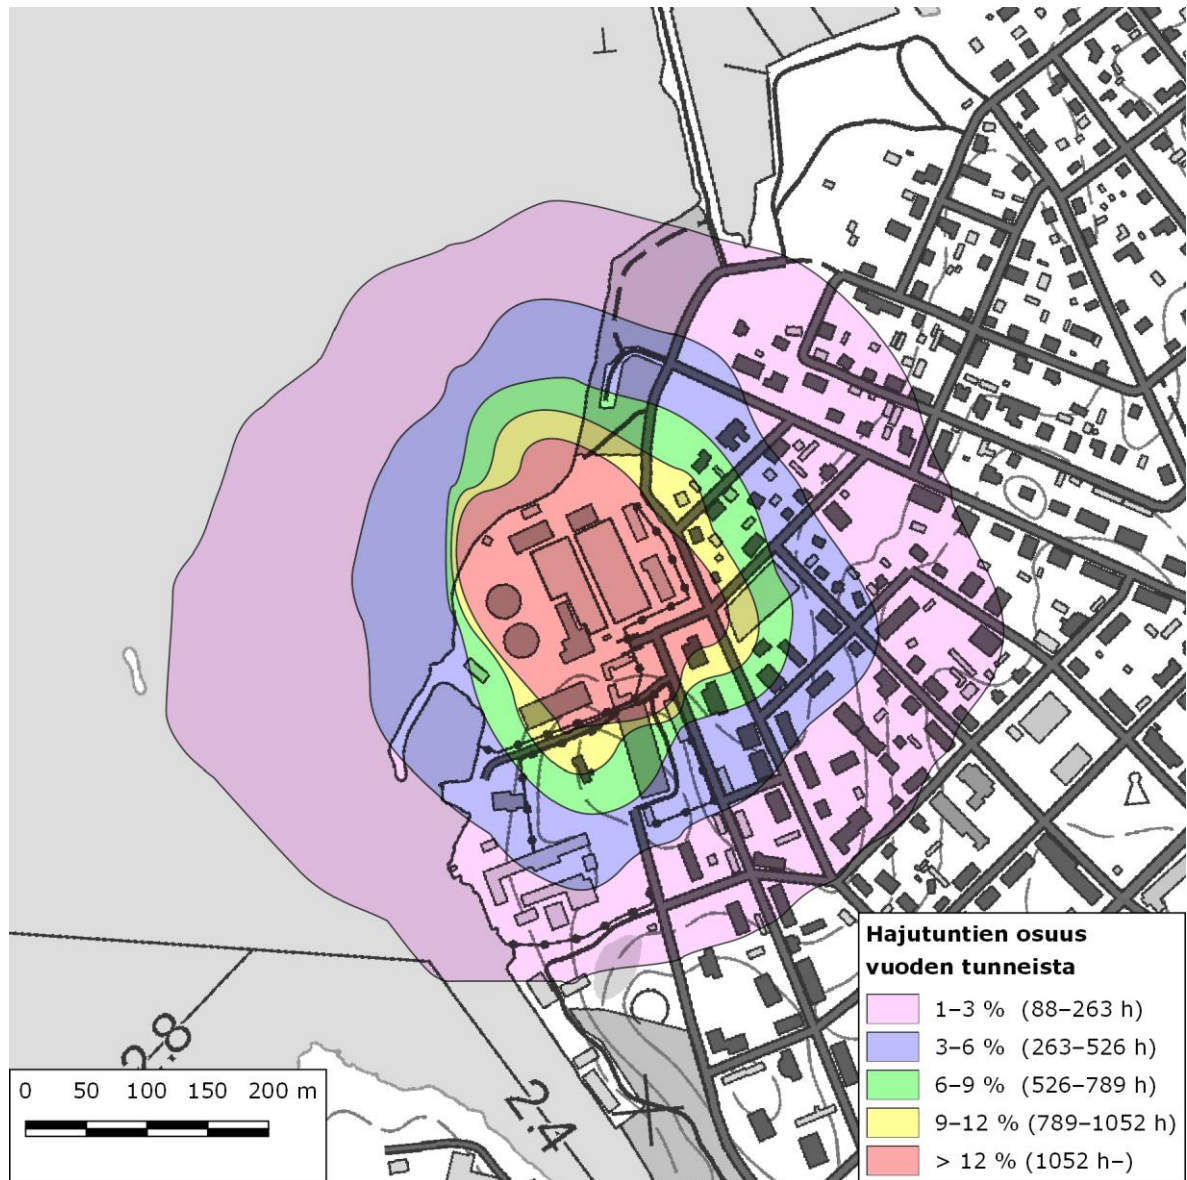 2.8
2.4
0 50 100 150 200 m
Hajutuntien osuus
vuoden tunneista
1–3 % (88–263 h)
3–6 % (263–526 h)
6–9 % (526–789 h)
9–12 % (789–1052 h)
> 12 % (1052 h–)